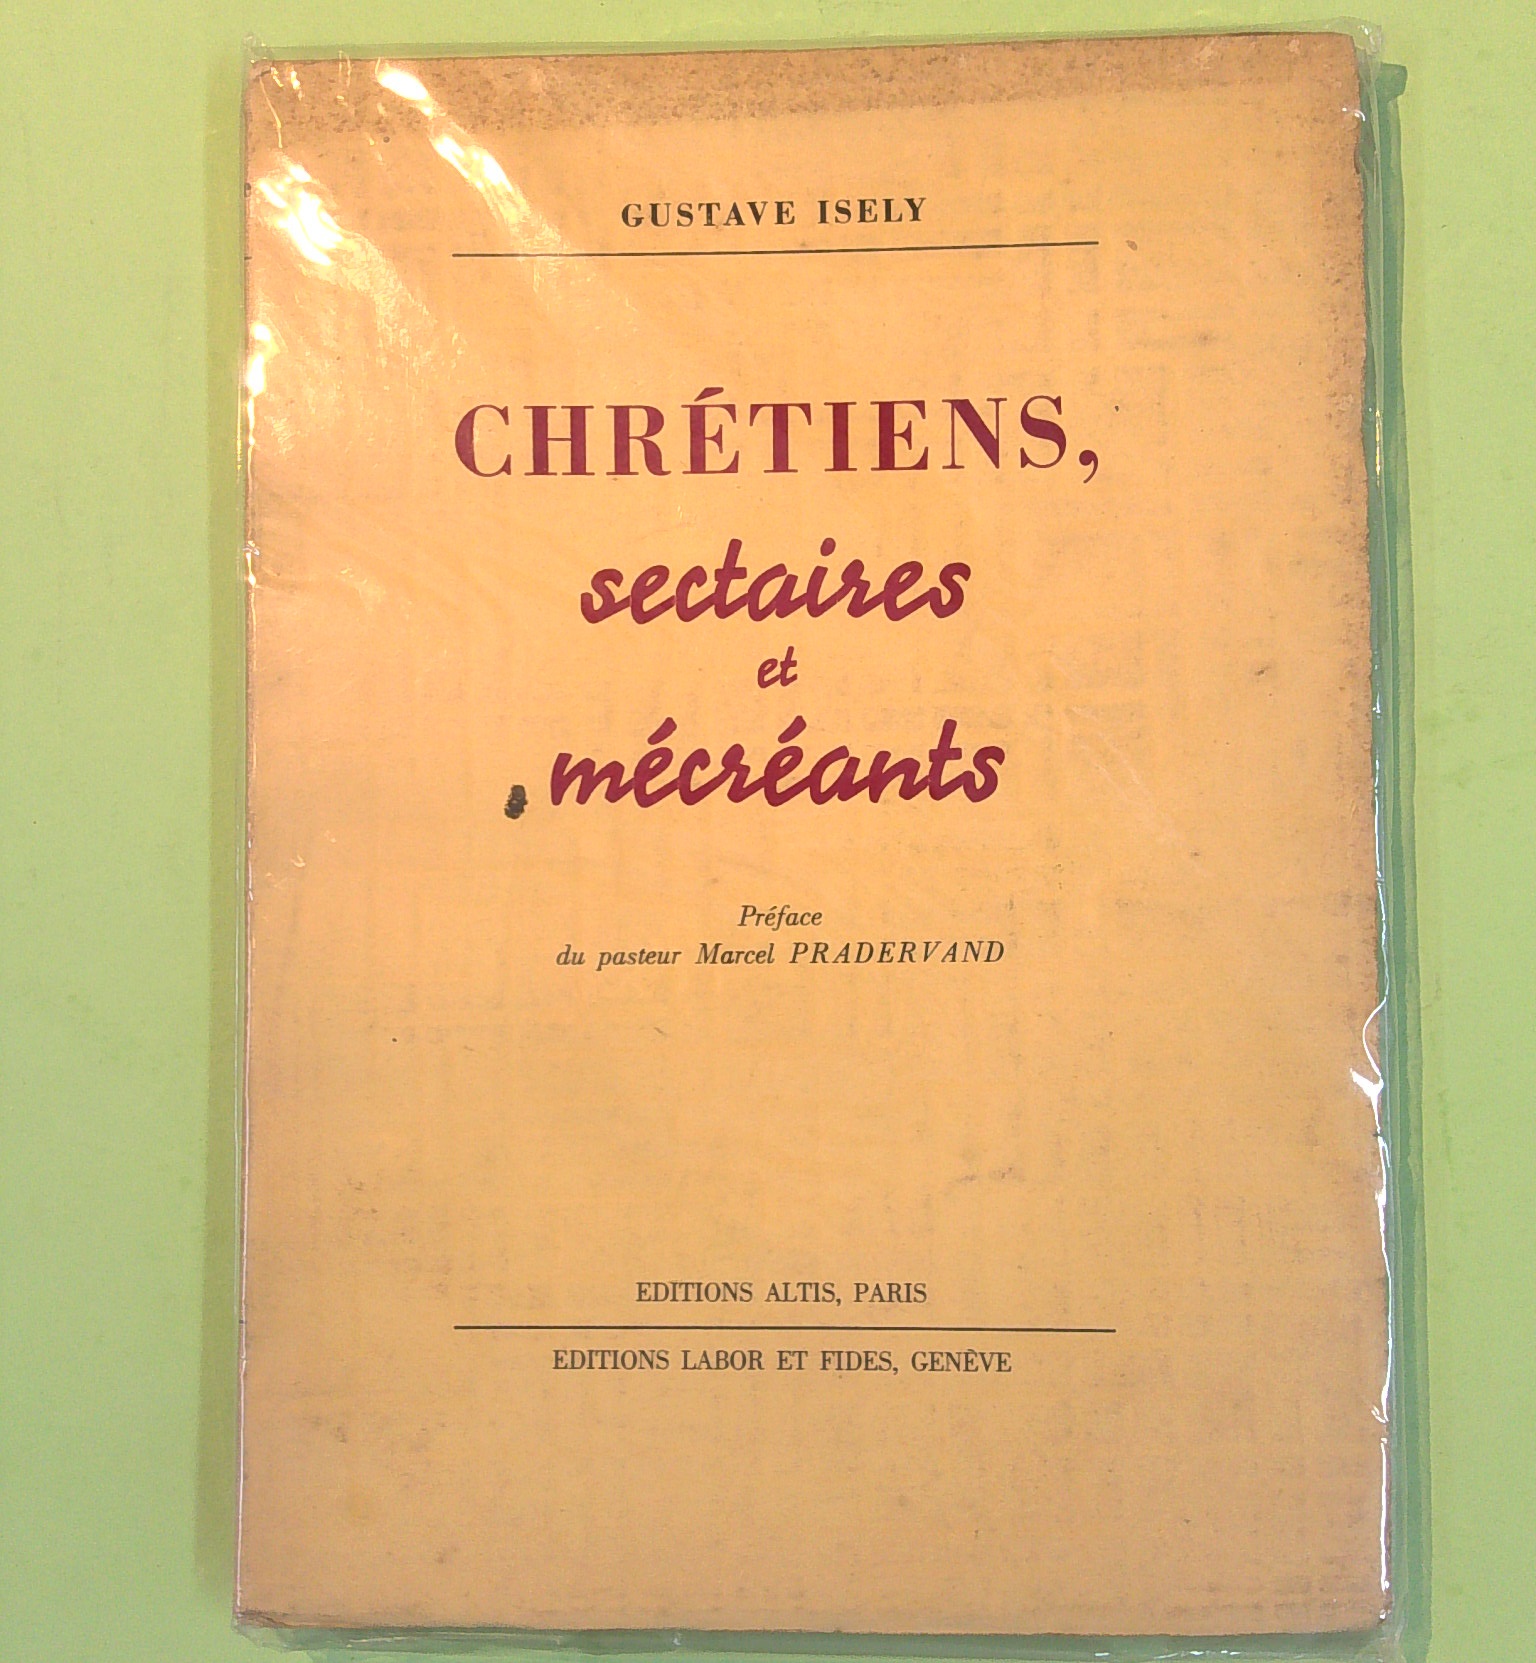 GUSTAVE ISELY
CHRÉTIENS,
sectaires
et
mécréants
Préface
du pasteur Marcel PRADERVAND
EDITIONS ALTIS, PARIS
EDITIONS LABOR ET FIDES, GENÈVE